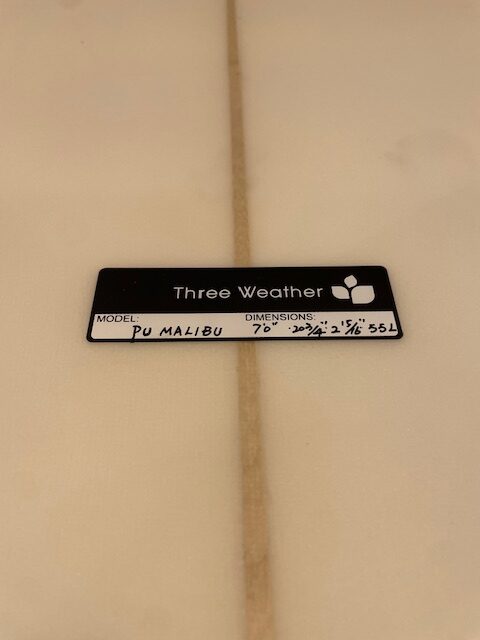 Three Weather
MODEL: DIMENSIONS:
PU MALIBU 7'0" 20 3/4" 2 15/16" 55L